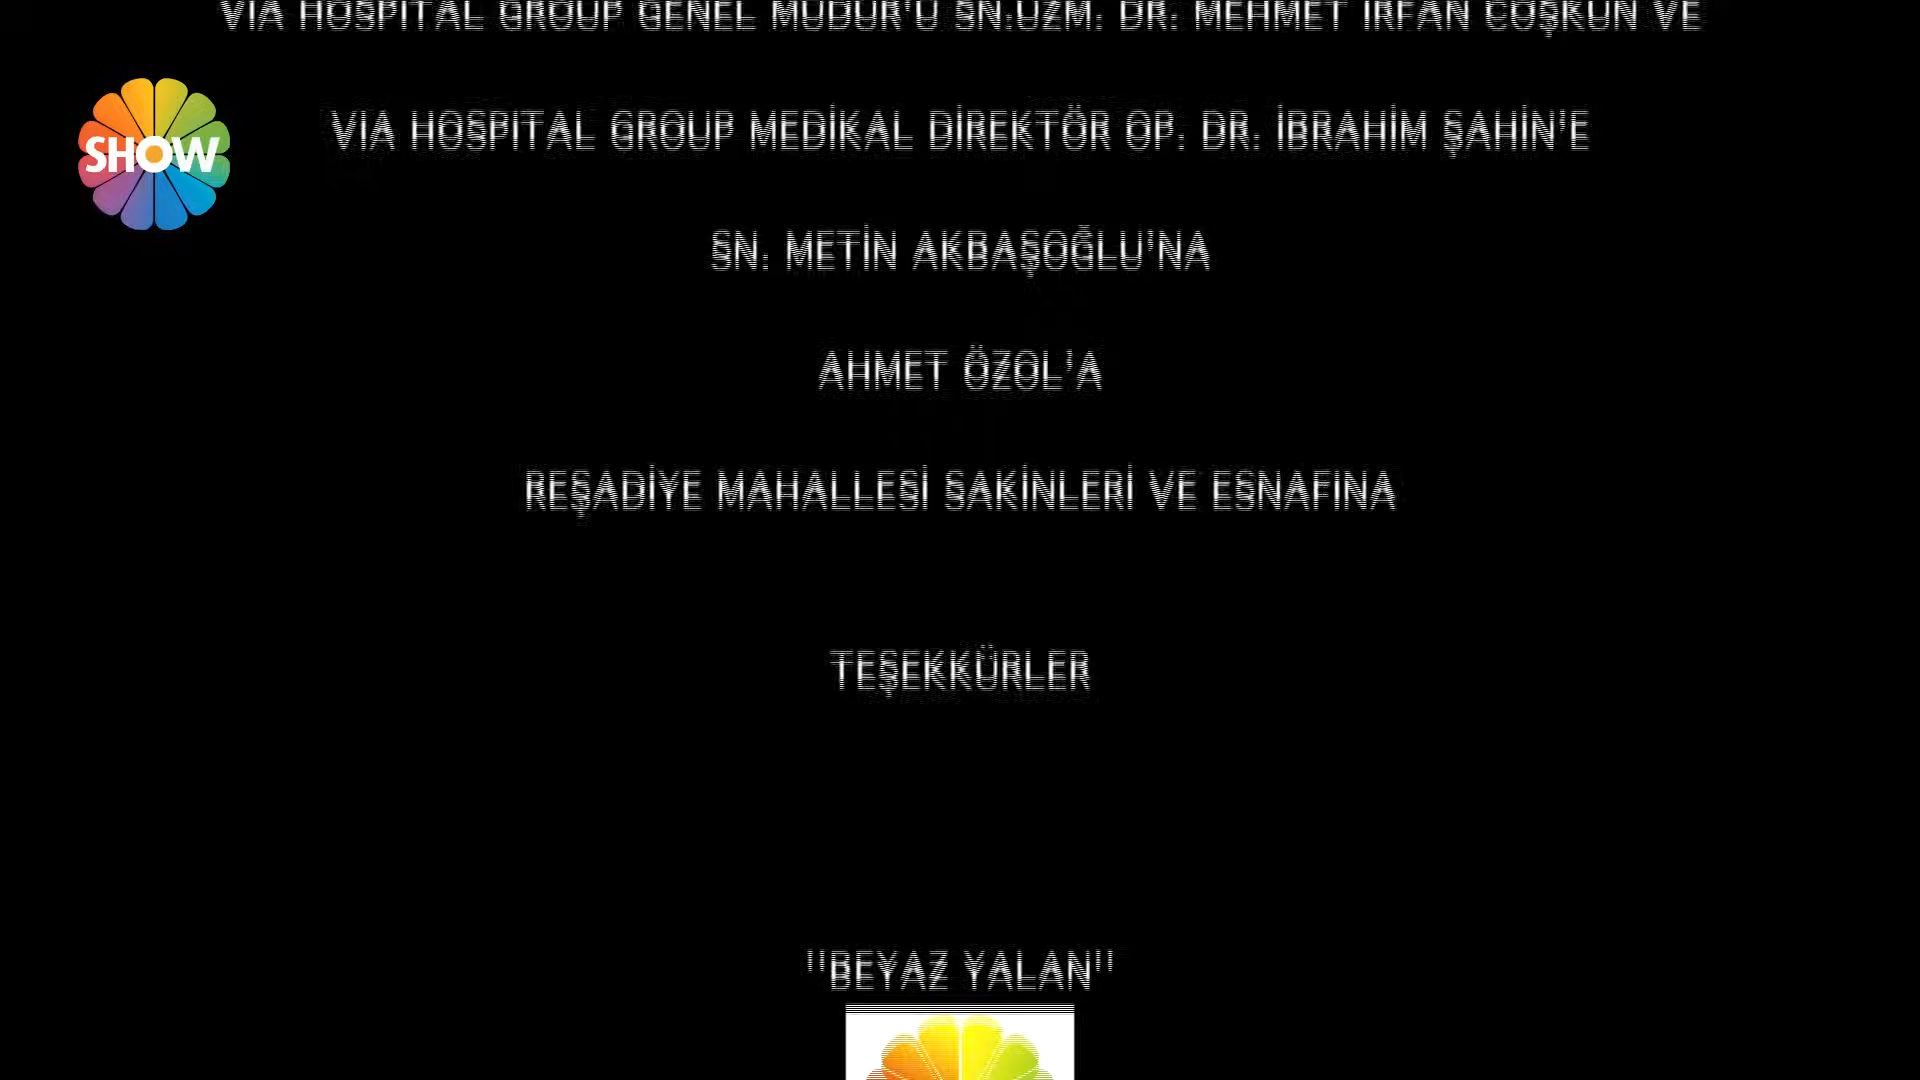 VIA HOSPITAL GROUP GENEL MÜDÜR'Ü SN.UZM. DR. MEHMET İRFAN COŞKUN VE
SHOW
VIA HOSPITAL GROUP MEDİKAL DİREKTÖR OP. DR. İBRAHİM ŞAHİN'E
SN. METİN AKBAŞOĞLU'NA
AHMET ÖZOL'A
REŞADİYE MAHALLESİ SAKİNLERİ VE ESNAFINA
TEŞEKKÜRLER
''BEYAZ YALAN''